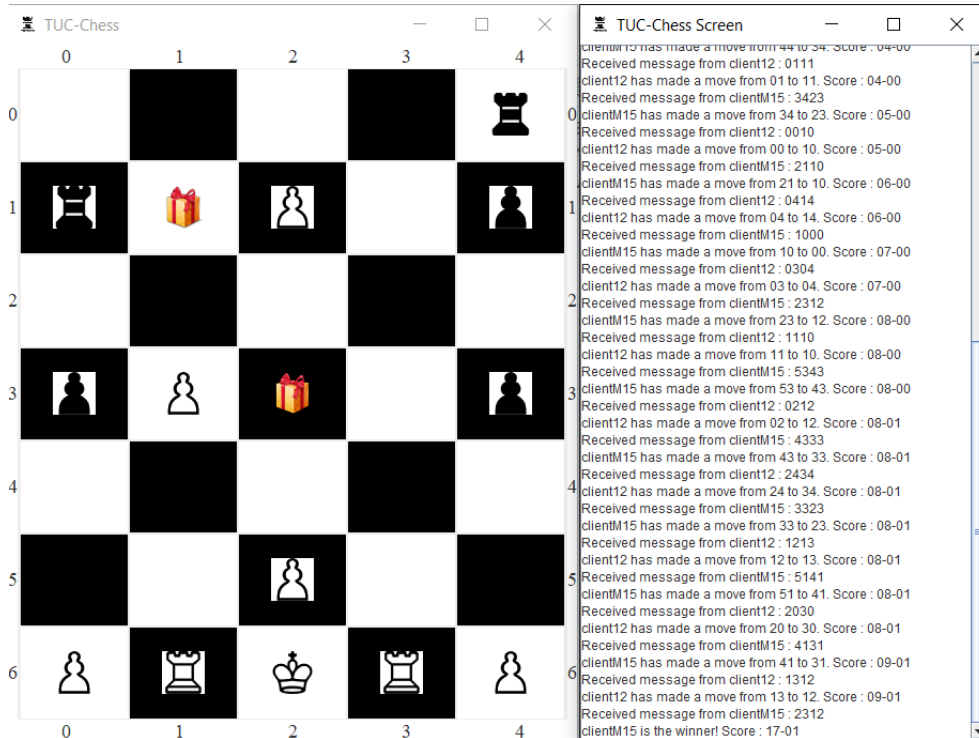 TUC-Chess
0 1 2 3 4
0 0
1 1
2 2
3 3
4 4
5 5
6 6
0 1 2 3 4
TUC-Chess Screen
clientM15 has made a move from 44 to 34. Score : 04-00
Received message from client12 : 0111
client12 has made a move from 01 to 11. Score : 04-00
Received message from clientM15 : 3423
clientM15 has made a move from 34 to 23. Score : 05-00
Received message from client12 : 0010
client12 has made a move from 00 to 10. Score : 05-00
Received message from clientM15 : 2110
clientM15 has made a move from 21 to 10. Score : 06-00
Received message from client12 : 0414
client12 has made a move from 04 to 14. Score : 06-00
Received message from clientM15 : 1000
clientM15 has made a move from 10 to 00. Score : 07-00
Received message from client12 : 0304
client12 has made a move from 03 to 04. Score : 07-00
Received message from clientM15 : 2312
clientM15 has made a move from 23 to 12. Score : 08-00
Received message from client12 : 1110
client12 has made a move from 11 to 10. Score : 08-00
Received message from clientM15 : 5343
clientM15 has made a move from 53 to 43. Score : 08-00
Received message from client12 : 0212
client12 has made a move from 02 to 12. Score : 08-01
Received message from clientM15 : 4333
clientM15 has made a move from 43 to 33. Score : 08-01
Received message from client12 : 2434
client12 has made a move from 24 to 34. Score : 08-01
Received message from clientM15 : 3323
clientM15 has made a move from 33 to 23. Score : 08-01
Received message from client12 : 1213
client12 has made a move from 12 to 13. Score : 08-01
Received message from clientM15 : 5141
clientM15 has made a move from 51 to 41. Score : 08-01
Received message from client12 : 2030
client12 has made a move from 20 to 30. Score : 08-01
Received message from clientM15 : 4131
clientM15 has made a move from 41 to 31. Score : 09-01
Received message from client12 : 1312
client12 has made a move from 13 to 12. Score : 09-01
Received message from clientM15 : 2312
clientM15 is the winner! Score : 17-01